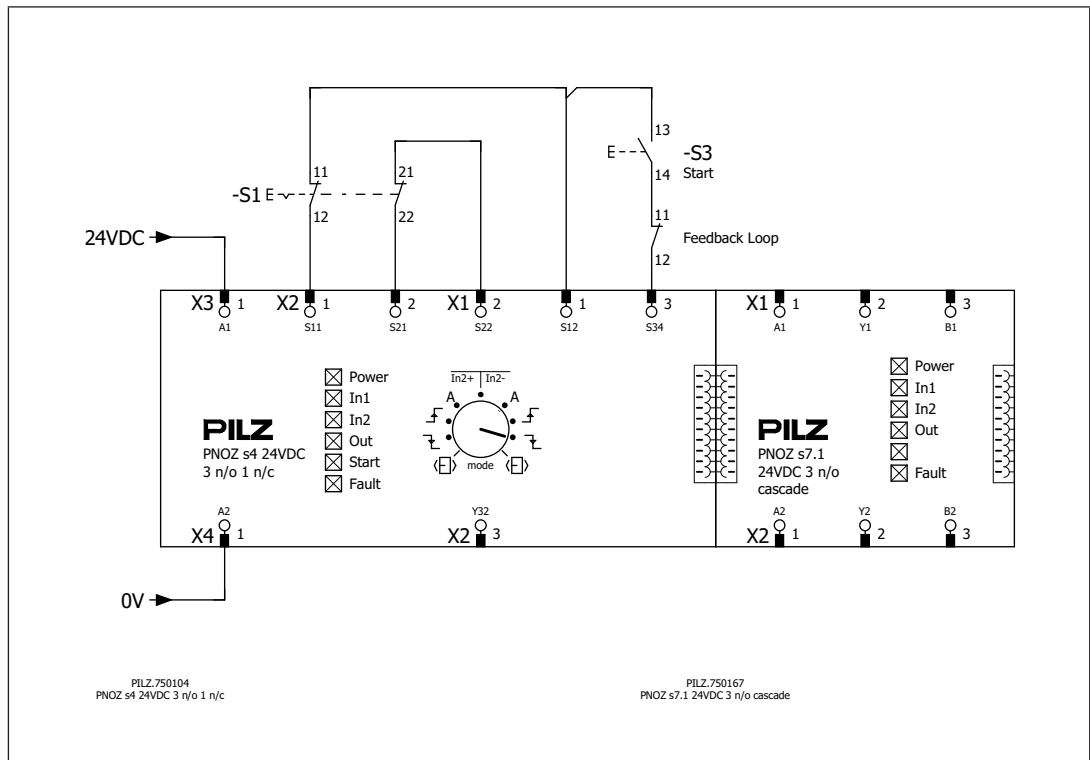 13
E
-S3
14
Start
11
21
-S1 E
12
22
11
Feedback Loop
12
24VDC
X3 1
X2 1
2
X1 2
1
3
X1 1
2
3
A1
S11
S21
S22
S12
S34
A1
Y1
B1
Power
In1
In2
Out
Start
Fault
In2+ In2-
A
A
mode
PILZ
PNOZ s4 24VDC
3 n/o 1 n/c
Power
In1
In2
Out
Fault
PILZ
PNOZ s7.1
24VDC 3 n/o
cascade
A2
Y32
A2
Y2
B2
X4 1
X2 3
X2 1
2
3
0V
PILZ.750104
PNOZ s4 24VDC 3 n/o 1 n/c
PILZ.750167
PNOZ s7.1 24VDC 3 n/o cascade